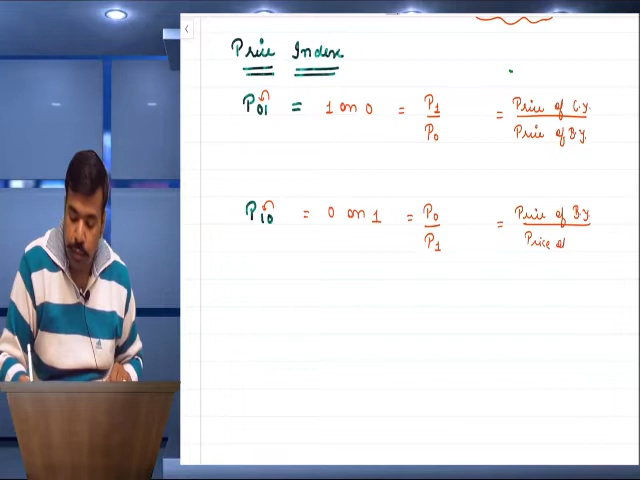 Price Index
P01 = 1 on 0 = P1/P0 = Price of C.Y./Price of B.Y.
P10 = 0 on 1 = P0/P1 = Price of B.Y/Price o